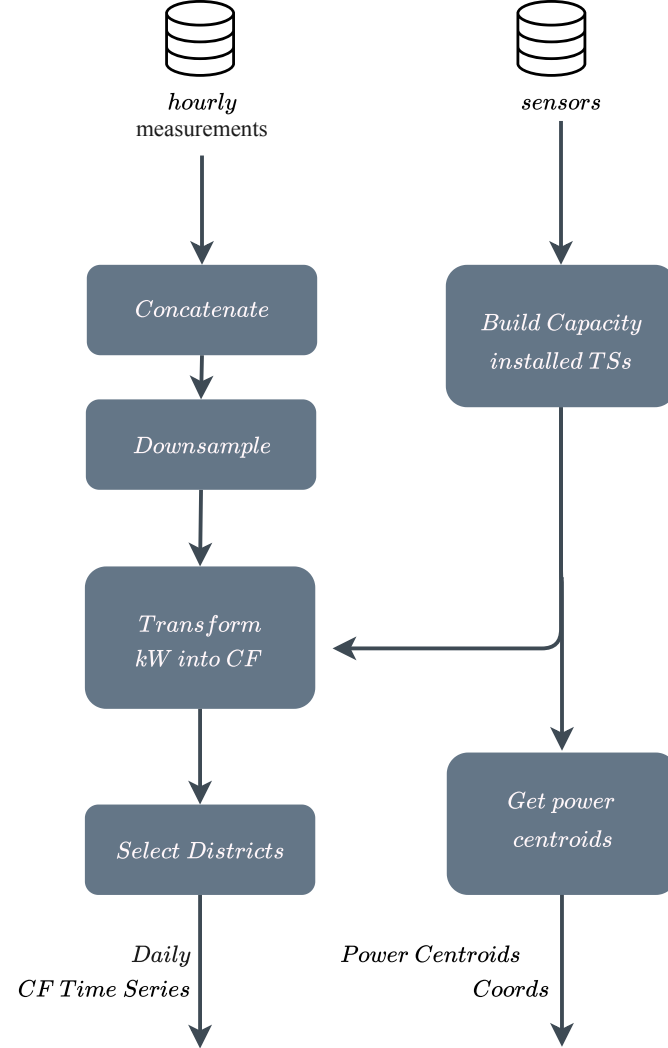 hourly
measurements
sensors
Concatenate
Build Capacity
installed TSs
Downsample
Transform
kW into CF
Get power
centroids
Select Districts
Daily
CF Time Series
Power Centroids
Coords